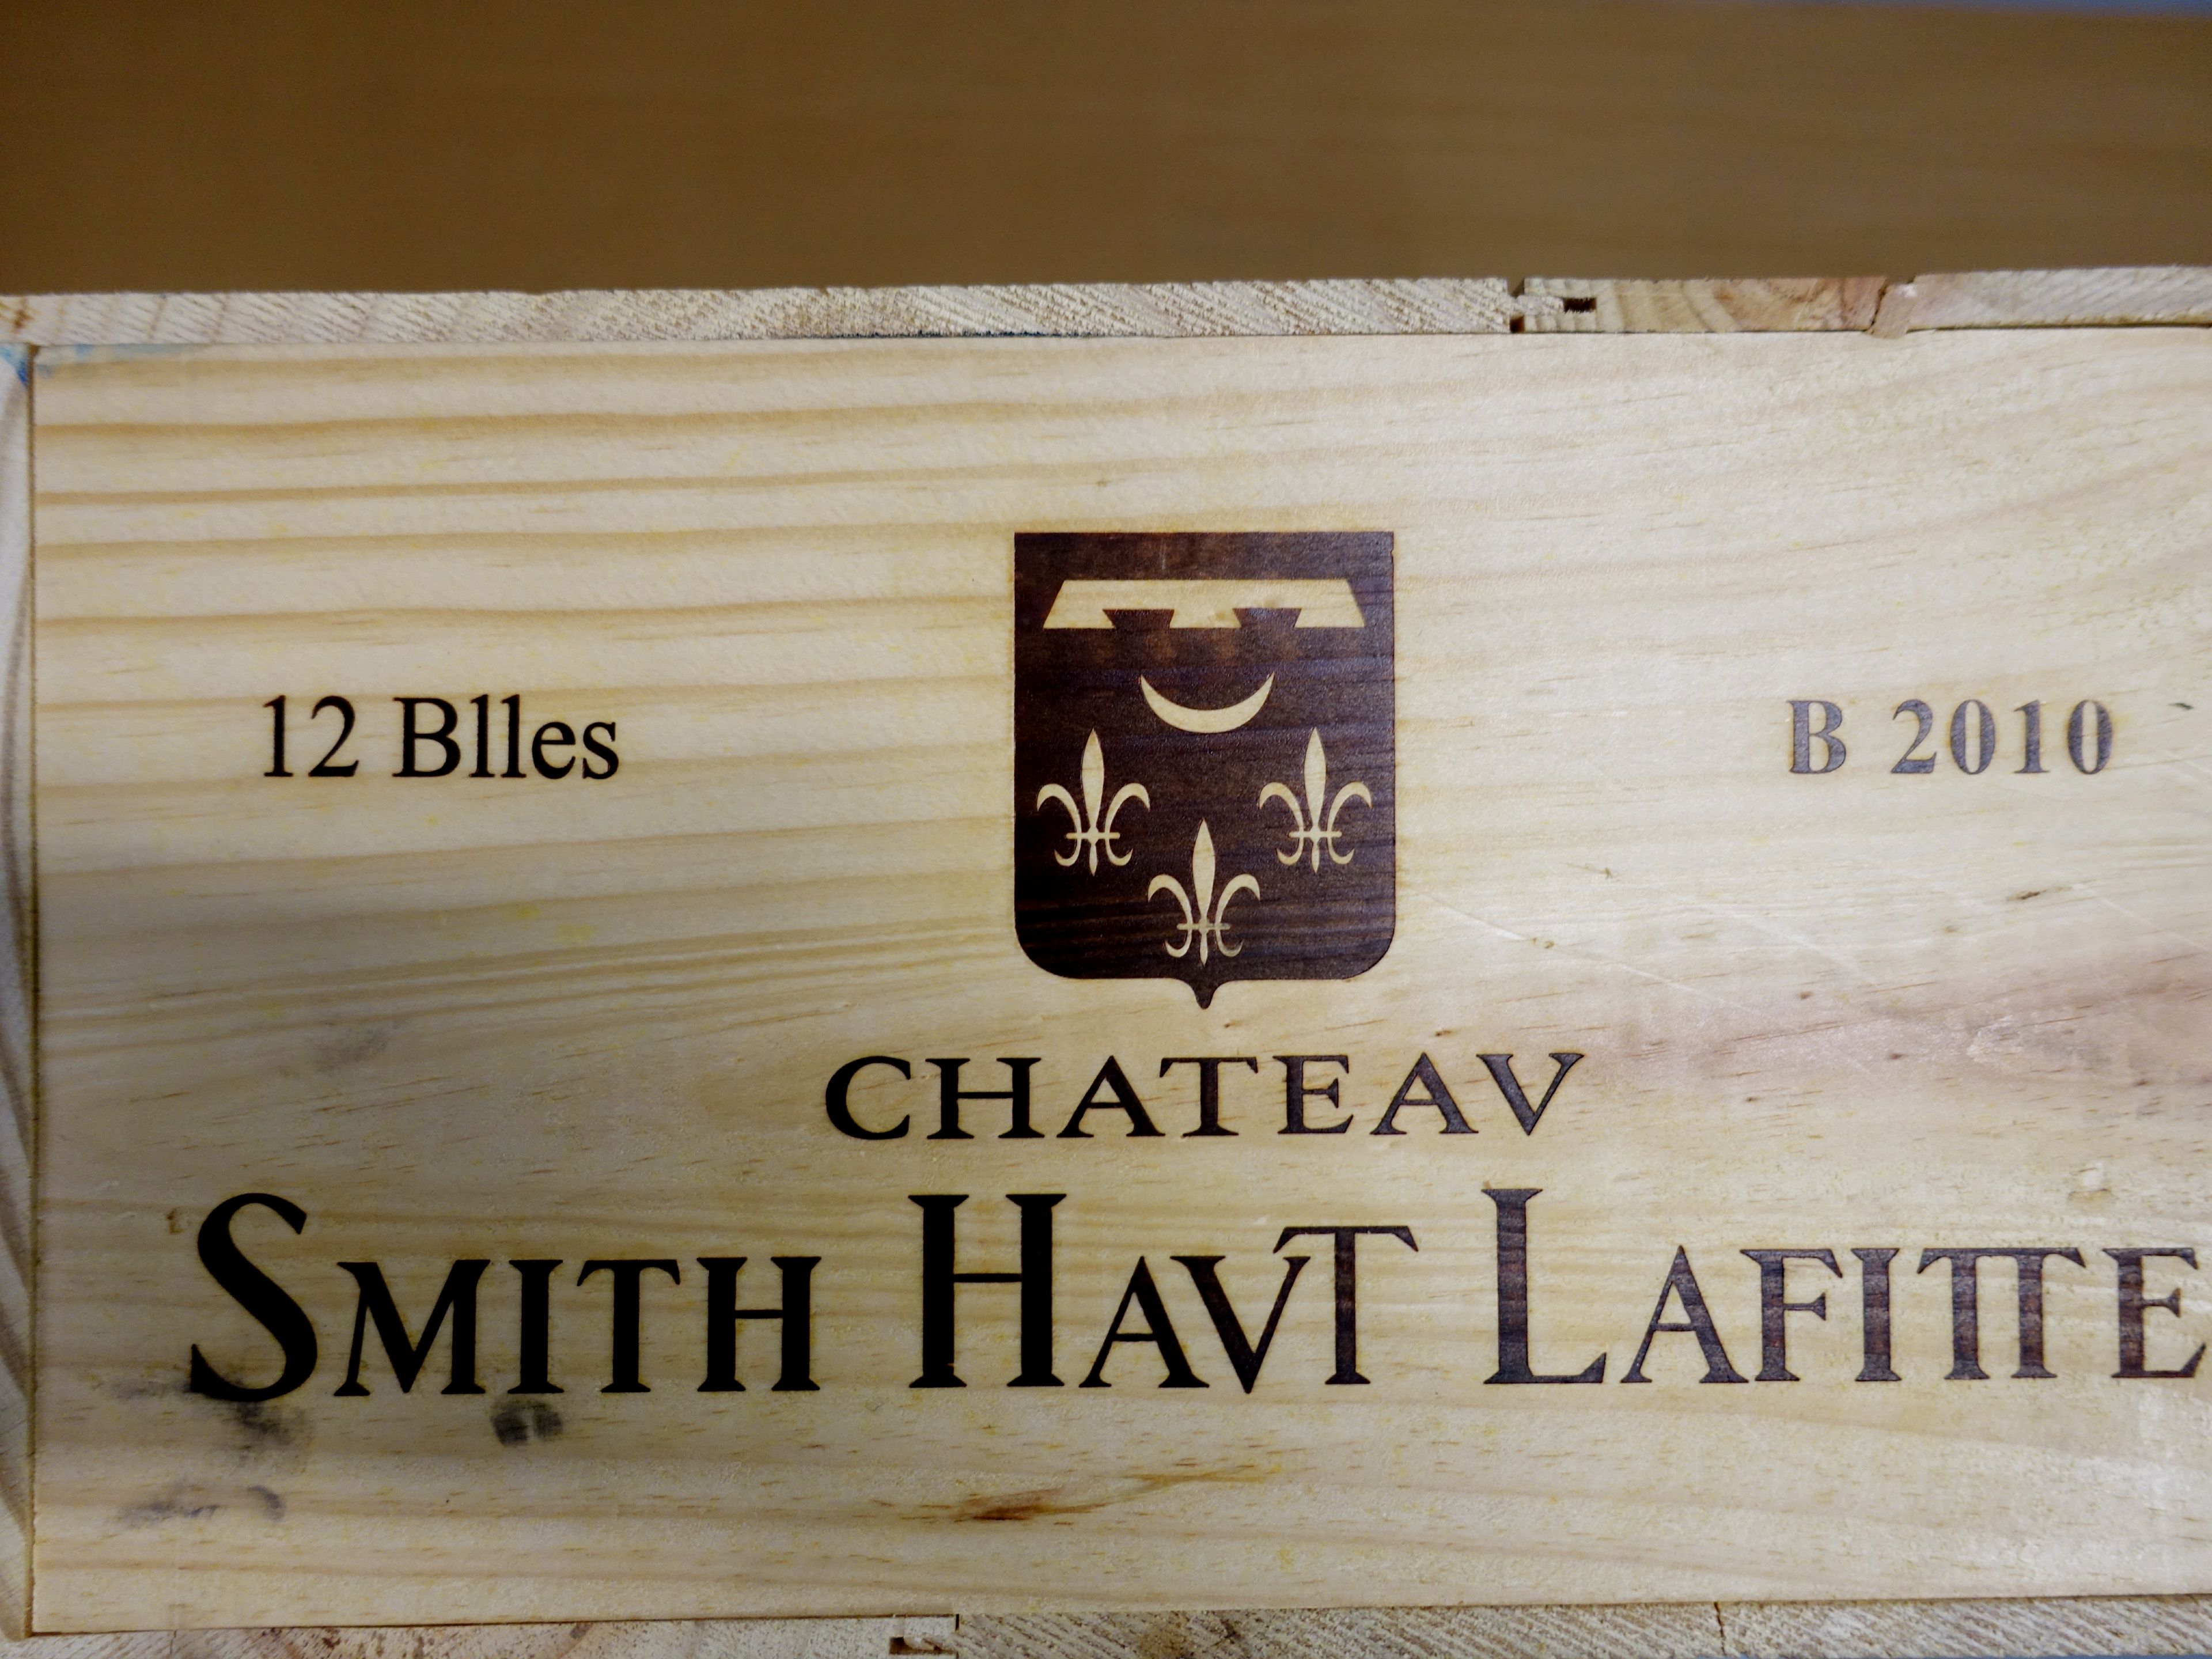 12 Blles
B 2010
CHATEAV
SMITH HAVT LAFITTE